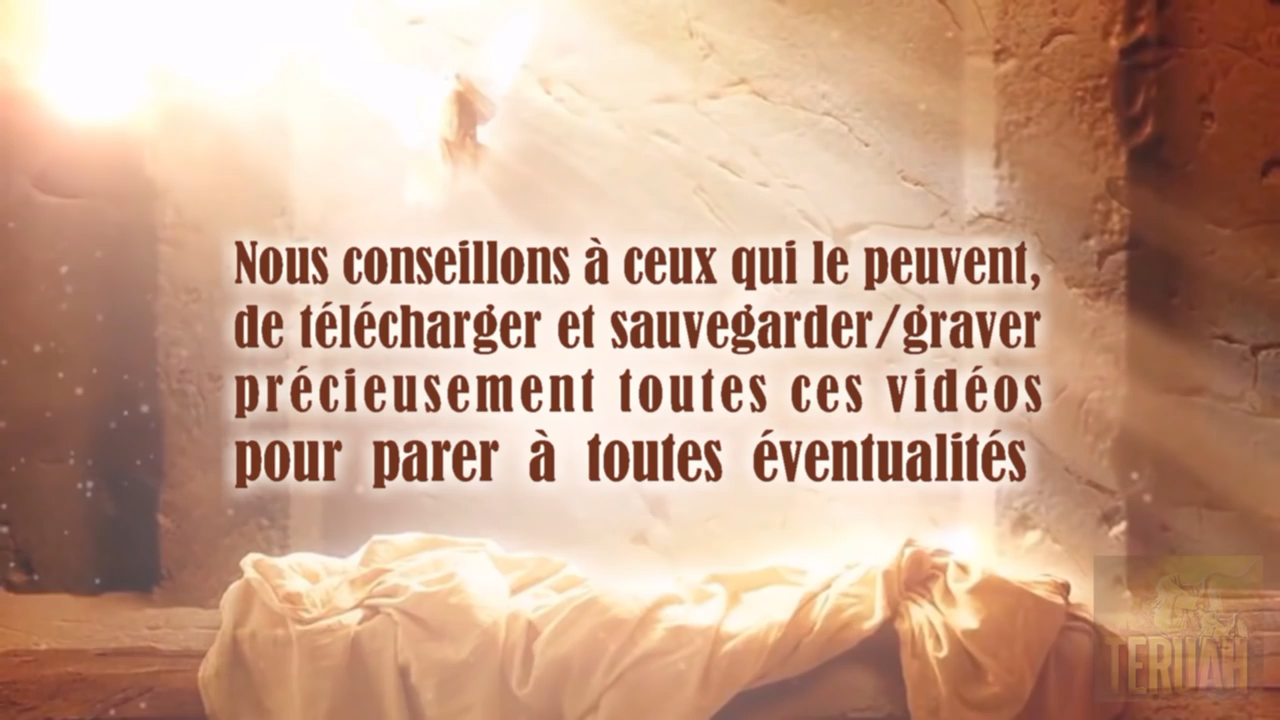 Nous conseillons à ceux qui le peuvent,
de télécharger et sauvegarder/graver
précieusement toutes ces vidéos
pour parer à toutes éventualités
TERUAH